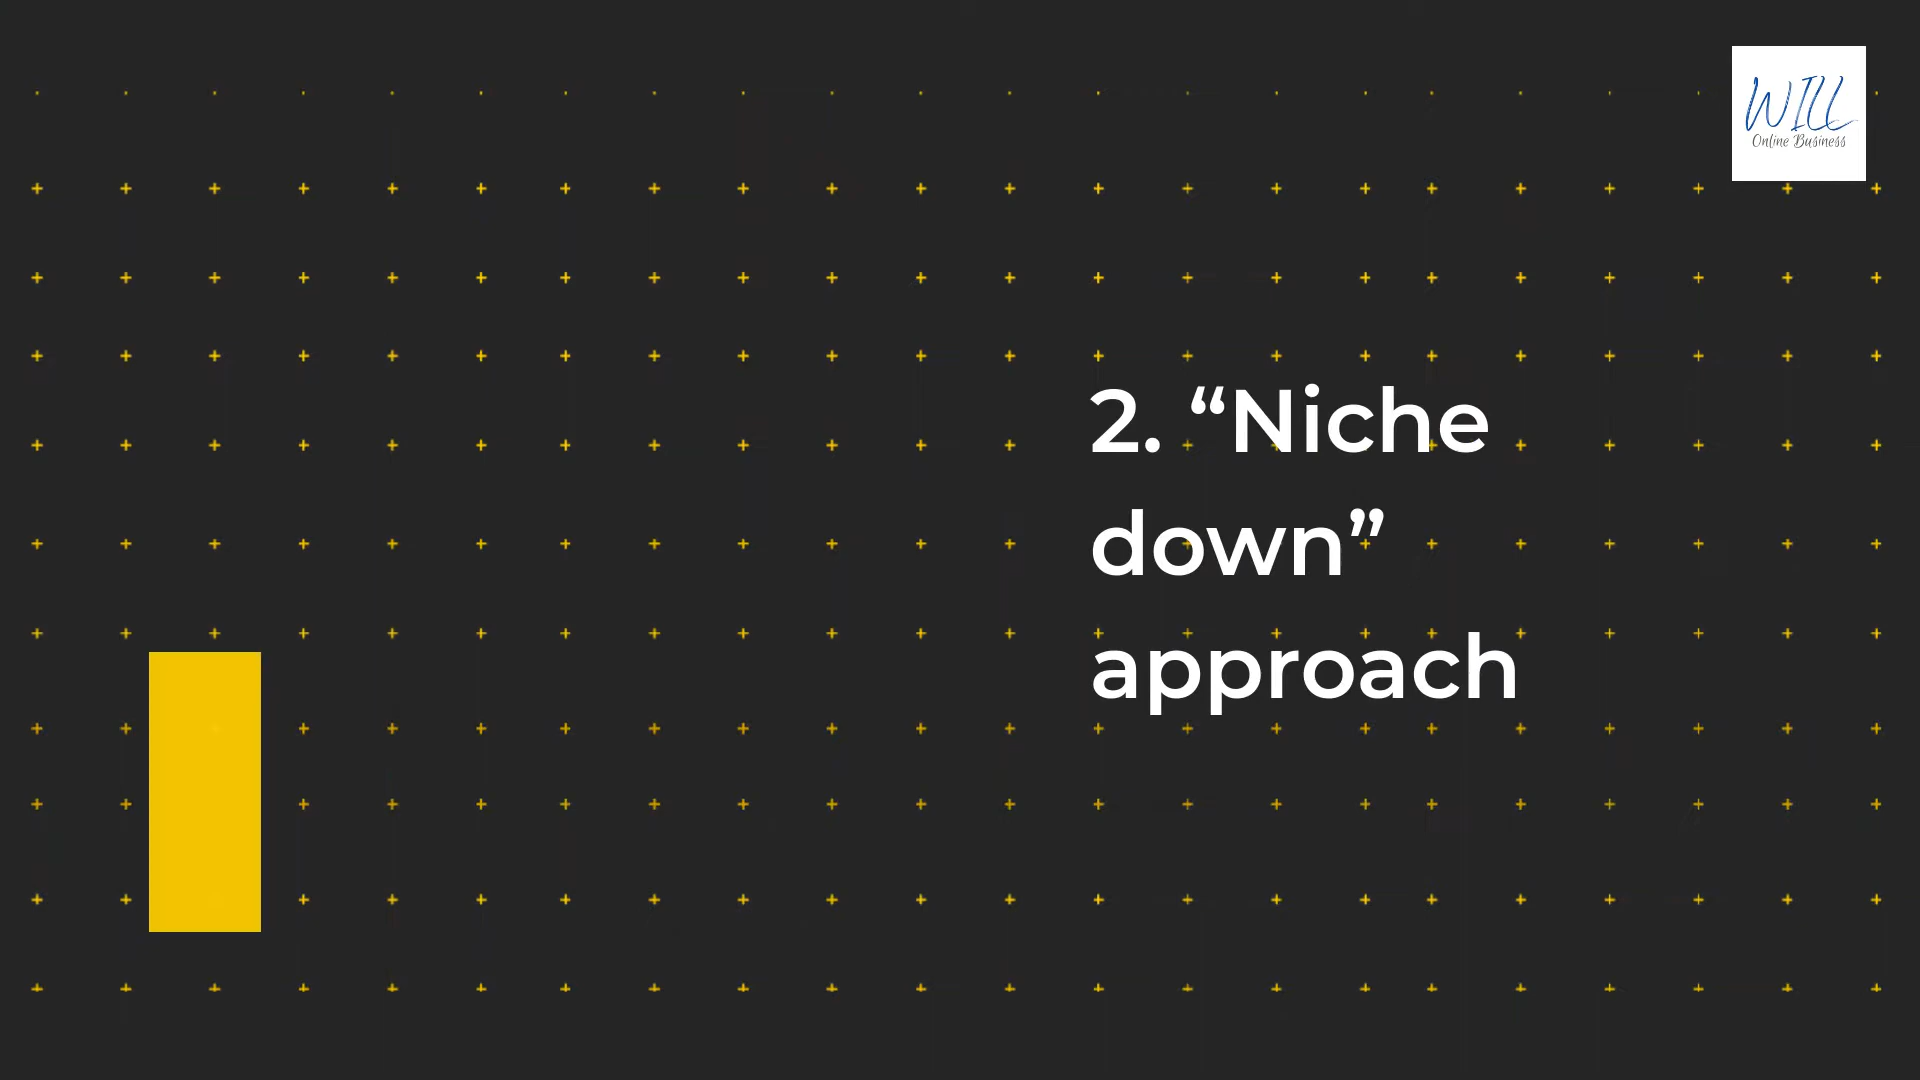 WILL
Online Business
2. “Niche
down”
approach